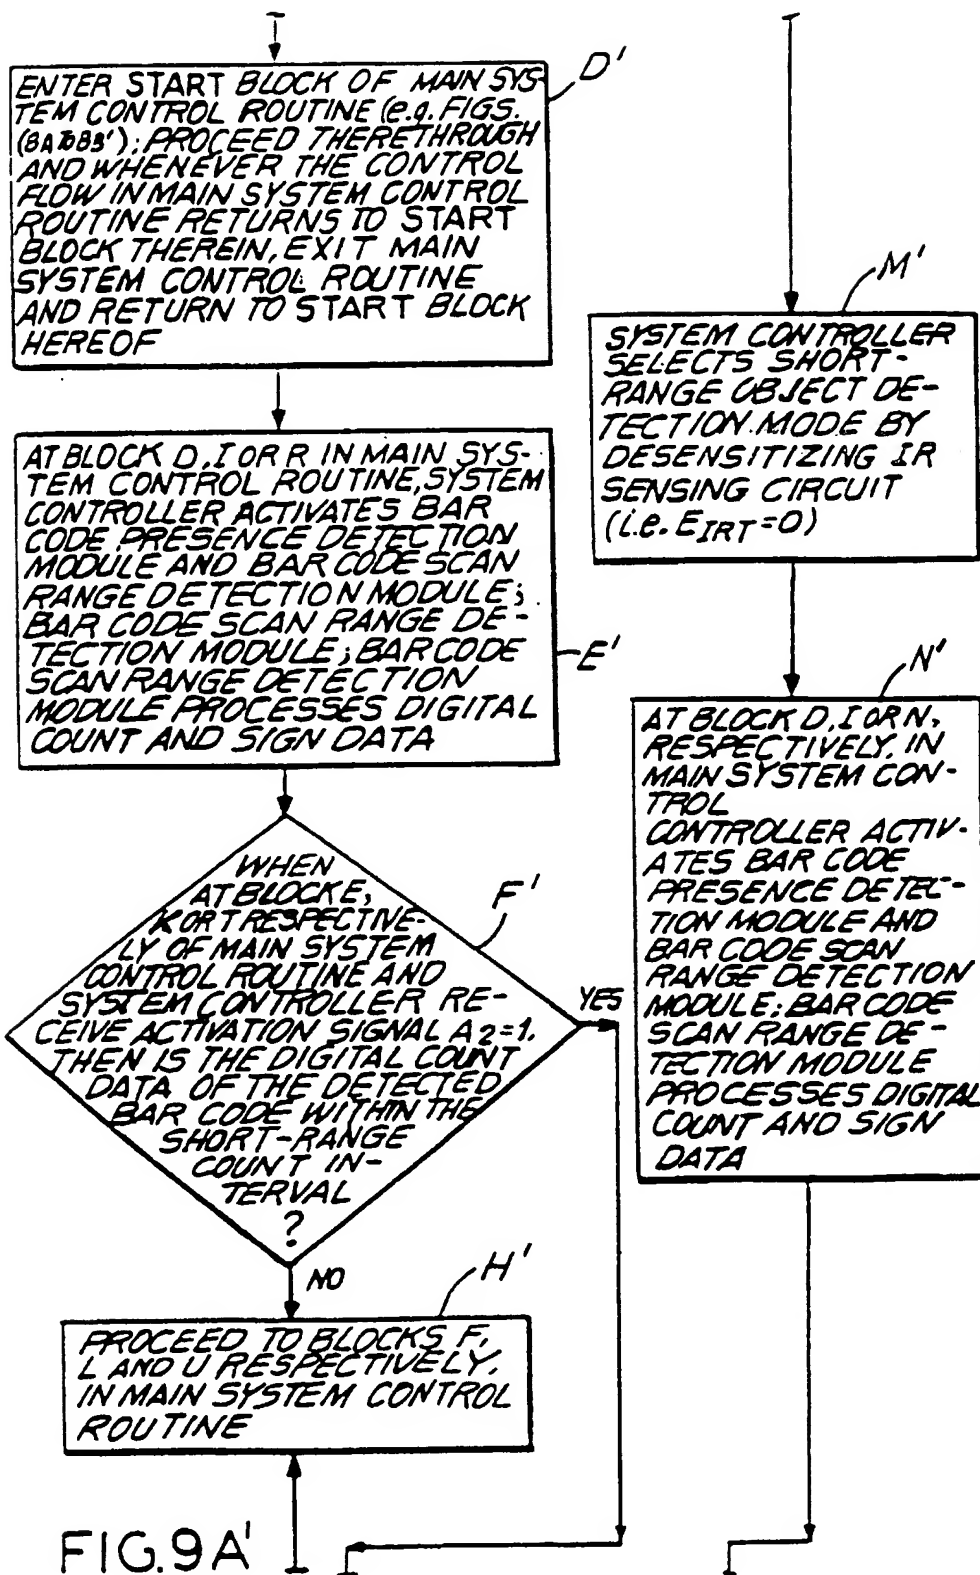 D'
ENTER START BLOCK OF MAIN SYS-
TEM CONTROL ROUTINE (e.g. FIGS.
(8A TO 8B'); PROCEED THERETHROUGH
AND WHENEVER THE CONTROL
FLOW IN MAIN SYSTEM CONTROL
ROUTINE RETURNS TO START
BLOCK THEREIN, EXIT MAIN
SYSTEM CONTROL ROUTINE
AND RETURN TO START BLOCK
HEREOF
E'
AT BLOCK D, I OR R IN MAIN SYS-
TEM CONTROL ROUTINE, SYSTEM
CONTROLLER ACTIVATES BAR
CODE PRESENCE DETECTION
MODULE AND BAR CODE SCAN
RANGE DETECTION MODULE;
BAR CODE SCAN RANGE DE-
TECTION MODULE; BAR CODE
SCAN RANGE DETECTION
MODULE PROCESSES DIGITAL
COUNT AND SIGN DATA
F'
WHEN
AT BLOCK E,
K OR T RESPECTIVE-
LY OF MAIN SYSTEM
CONTROL ROUTINE AND
SYSTEM CONTROLLER RE-
CEIVE ACTIVATION SIGNAL A2=1,
THEN IS THE DIGITAL COUNT
DATA OF THE DETECTED
BAR CODE WITHIN THE
SHORT-RANGE
COUNT IN-
TERVAL
?
YES
NO
H'
PROCEED TO BLOCKS F,
L AND U RESPECTIVELY,
IN MAIN SYSTEM CONTROL
ROUTINE
M'
SYSTEM CONTROLLER
SELECTS SHORT-
RANGE OBJECT DE-
TECTION MODE BY
DESENSITIZING IR
SENSING CIRCUIT
(i.e. EIRT=0)
N'
AT BLOCK D, I OR N,
RESPECTIVELY, IN
MAIN SYSTEM CON-
TROL
CONTROLLER ACTIV-
ATES BAR CODE
PRESENCE DETEC-
TION MODULE AND
BAR CODE SCAN
RANGE DETECTION
MODULE; BAR CODE
SCAN RANGE DE-
TECTION MODULE
PROCESSES DIGITAL
COUNT AND SIGN
DATA
FIG. 9A'